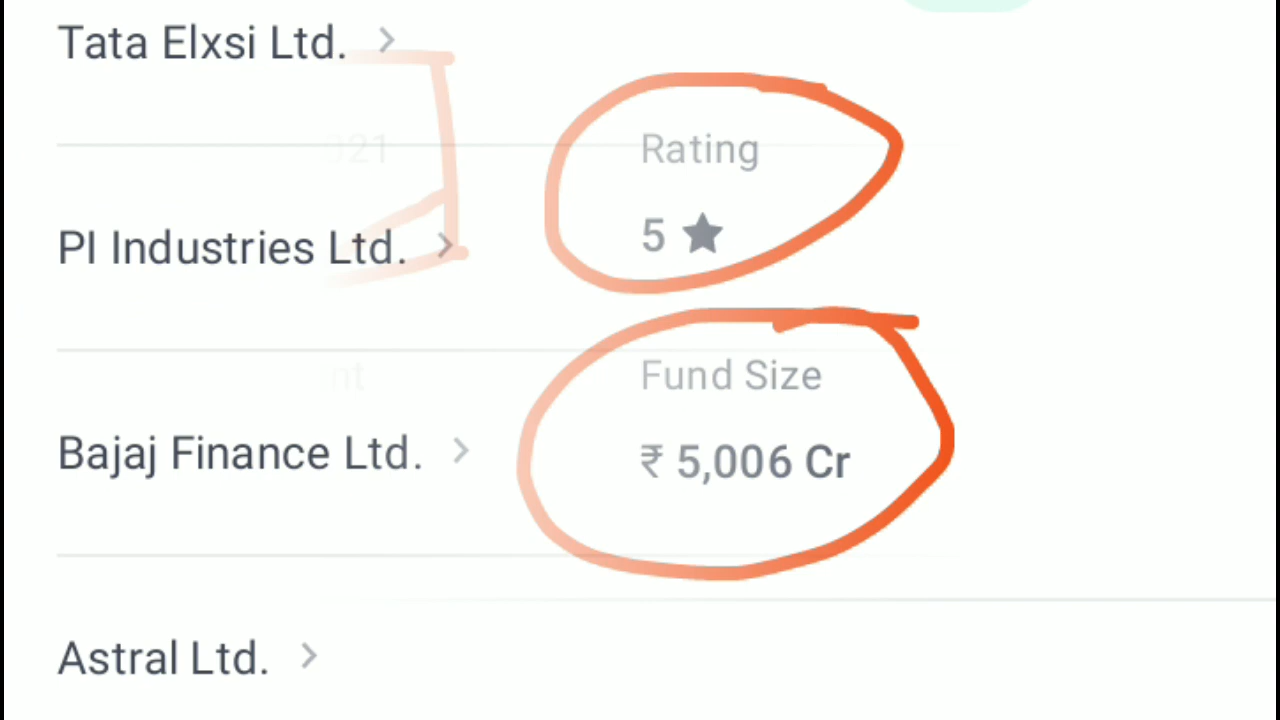 Tata Elxsi Ltd.
Rating
PI Industries Ltd.
5
Fund Size
Bajaj Finance Ltd.
₹ 5,006 Cr
Astral Ltd.